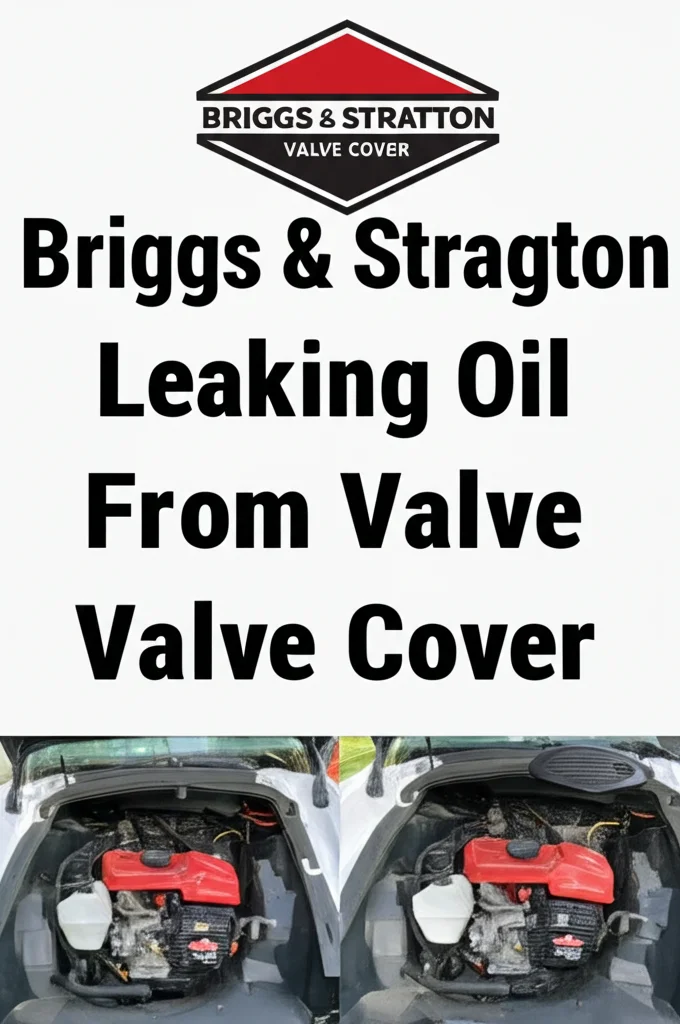 BRIGGS & STRATTON
VALVE COVER
Briggs & Stragton
Leaking Oil
From Valve
Valve Cover